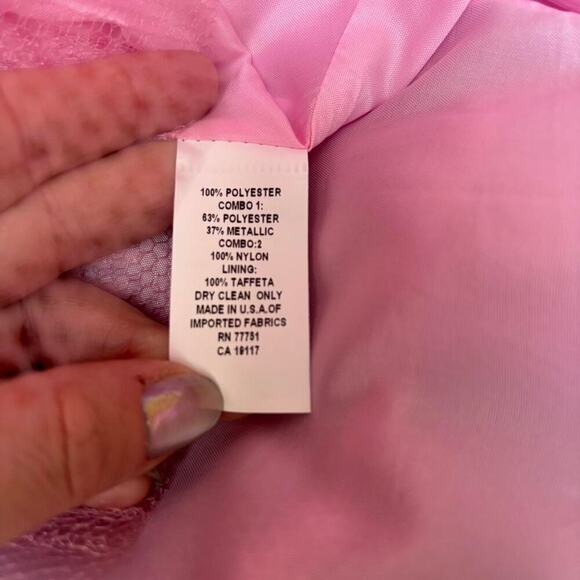 100% POLYESTER
COMBO 1:
63% POLYESTER
37% METALLIC
COMBO:2
100% NYLON
LINING:
100% TAFFETA
DRY CLEAN ONLY
MADE IN U.S.A.OF
IMPORTED FABRICS
RN 77751
CA 19117